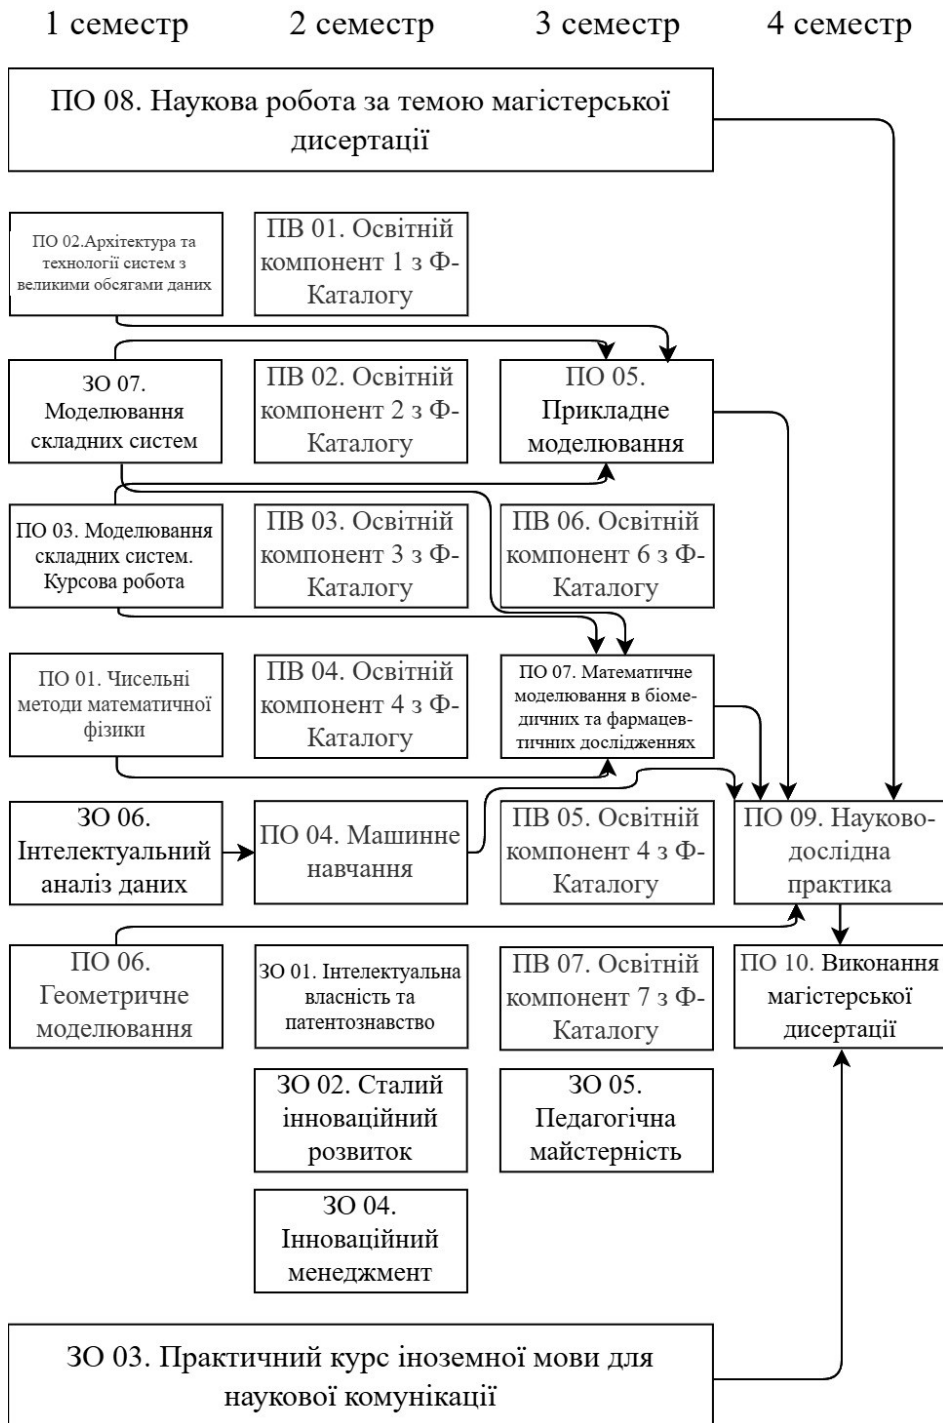 1 семестр 2 семестр 3 семестр 4 семестр
ПО 08. Наукова робота за темою магістерської
дисертації
ПО 02.Архітектура та
технології систем з
великими обсягами даних
ПВ 01. Освітній
компонент 1 з Ф-
Каталогу
ЗО 07.
Моделювання
складних систем
ПВ 02. Освітній
компонент 2 з Ф-
Каталогу
ПО 05.
Прикладне
моделювання
ПО 03. Моделювання
складних систем.
Курсова робота
ПВ 03. Освітній
компонент 3 з Ф-
Каталогу
ПВ 06. Освітній
компонент 6 з Ф-
Каталогу
ПО 01. Чисельні
методи математичної
фізики
ПВ 04. Освітній
компонент 4 з Ф-
Каталогу
ПО 07. Математичне
моделювання в біоме-
дичних та фармацев-
тичних дослідженнях
ЗО 06.
Інтелектуальний
аналіз даних
ПО 04. Машинне
навчання
ПВ 05. Освітній
компонент 4 з Ф-
Каталогу
ПО 09. Науково-
дослідна
практика
ПО 06.
Геометричне
моделювання
ЗО 01. Інтелектуальна
власність та
патентознавство
ПВ 07. Освітній
компонент 7 з Ф-
Каталогу
ПО 10. Виконання
магістерської
дисертації
ЗО 02. Сталий
інноваційний
розвиток
ЗО 05.
Педагогічна
майстерність
ЗО 04.
Інноваційний
менеджмент
ЗО 03. Практичний курс іноземної мови для
наукової комунікації